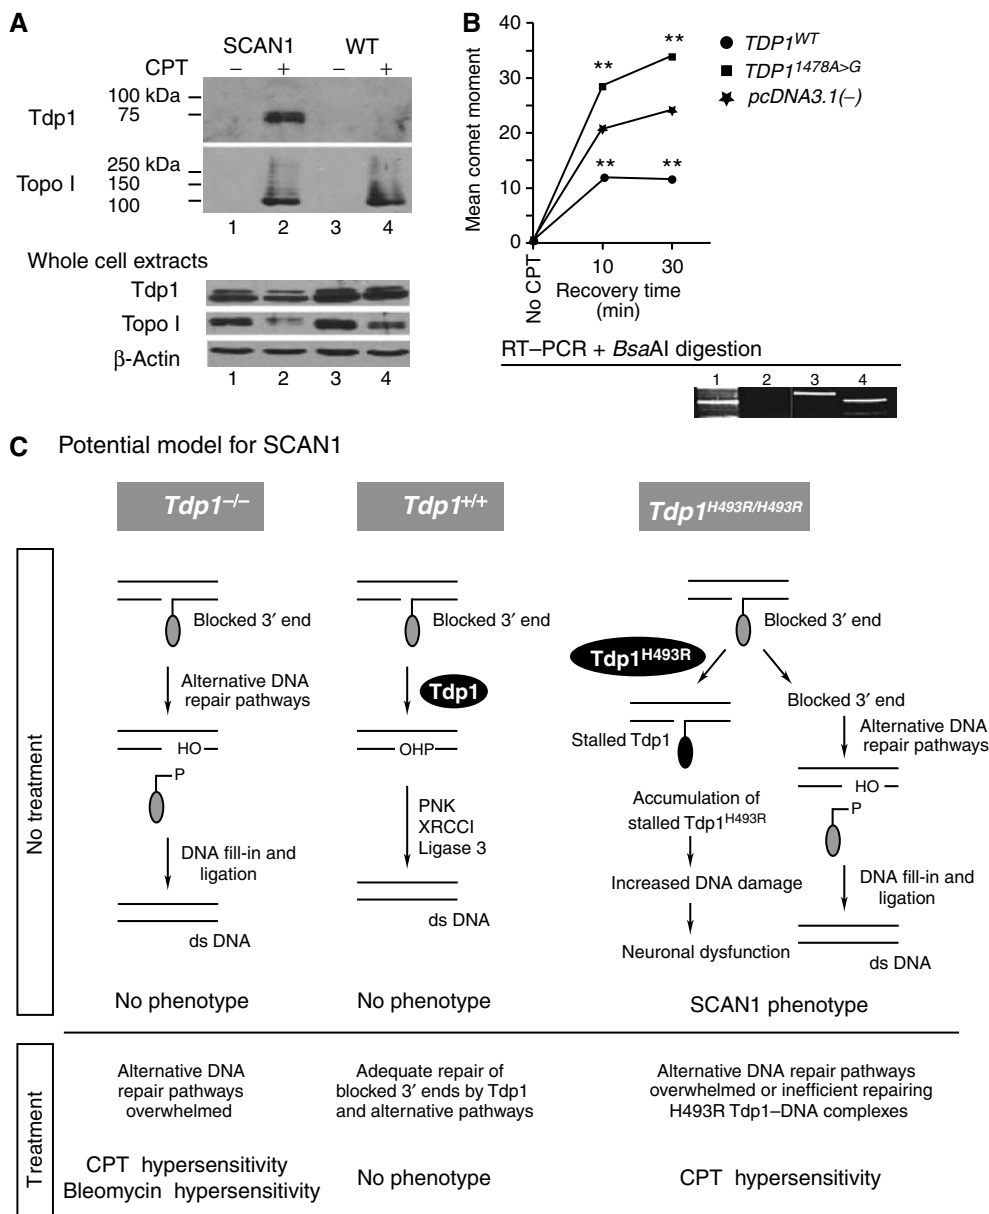 A
SCAN1 WT
CPT − + − +
Tdp1
100 kDa
75
Topo I
250 kDa
150
100
1 2 3 4
Whole cell extracts
Tdp1
Topo I
β-Actin
1 2 3 4
B
40
30
20
10
0
Mean comet moment
** **
** **
No CPT
10 30
Recovery time
(min)
TDP1WT
TDP11478A>G
pcDNA3.1(−)
RT–PCR + BsaAI digestion
1 2 3 4
C Potential model for SCAN1
Tdp1−/−
Tdp1+/+
Tdp1H493R/H493R
No treatment
Blocked 3′ end
Alternative DNA
repair pathways
HO
P
DNA fill-in and
ligation
ds DNA
No phenotype
Blocked 3′ end
Tdp1
OHP
PNK
XRCCI
Ligase 3
ds DNA
No phenotype
Blocked 3′ end
Tdp1H493R
Stalled Tdp1
Accumulation of
stalled Tdp1H493R
Increased DNA damage
Neuronal dysfunction
Blocked 3′ end
Alternative DNA
repair pathways
HO
P
DNA fill-in and
ligation
ds DNA
SCAN1 phenotype
Treatment
Alternative DNA
repair pathways
overwhelmed
CPT hypersensitivity
Bleomycin hypersensitivity
Adequate repair of
blocked 3′ ends by Tdp1
and alternative pathways
No phenotype
Alternative DNA repair pathways
overwhelmed or inefficient repairing
H493R Tdp1–DNA complexes
CPT hypersensitivity